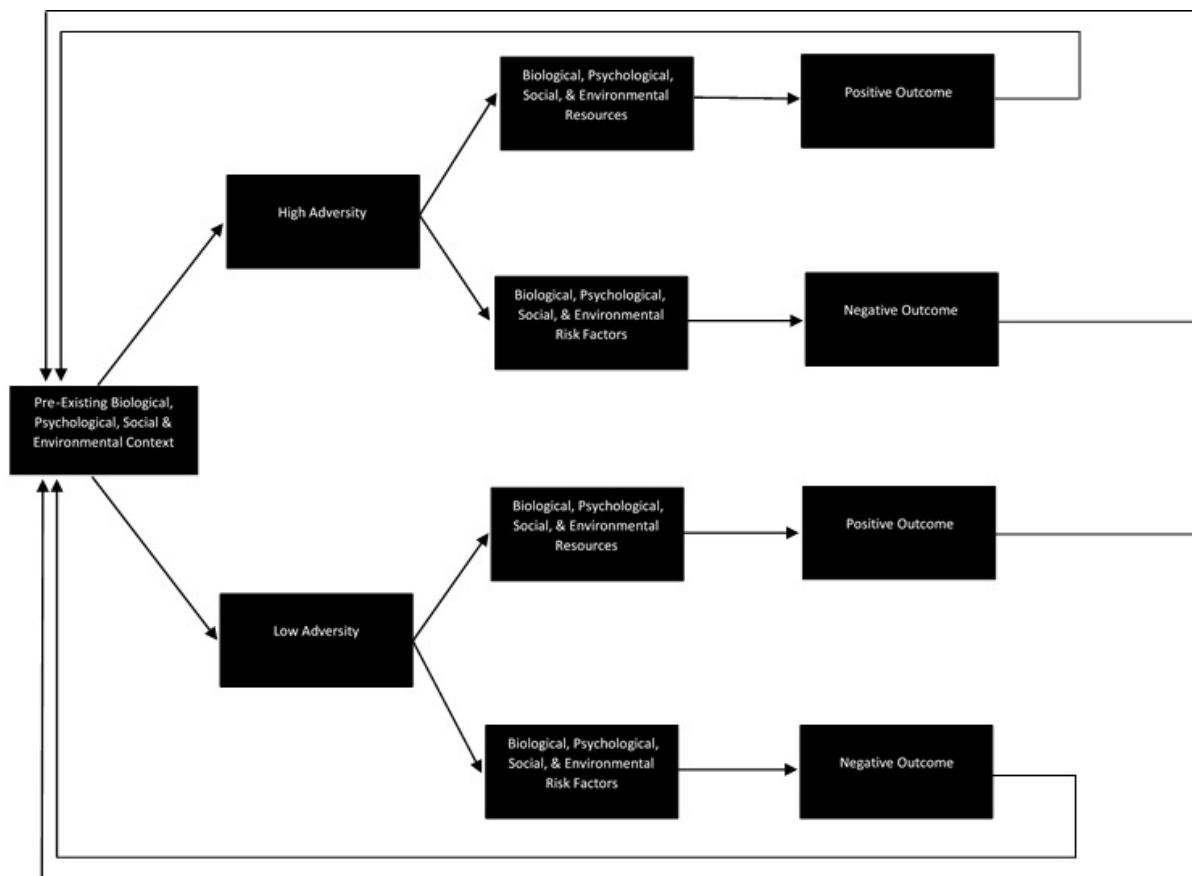 Biological, Psychological,
Social, & Environmental
Resources
Positive Outcome
High Adversity
Biological, Psychological,
Social, & Environmental
Risk Factors
Negative Outcome
Pre-Existing Biological,
Psychological, Social &
Environmental Context
Biological, Psychological,
Social, & Environmental
Resources
Positive Outcome
Low Adversity
Biological, Psychological,
Social, & Environmental
Risk Factors
Negative Outcome